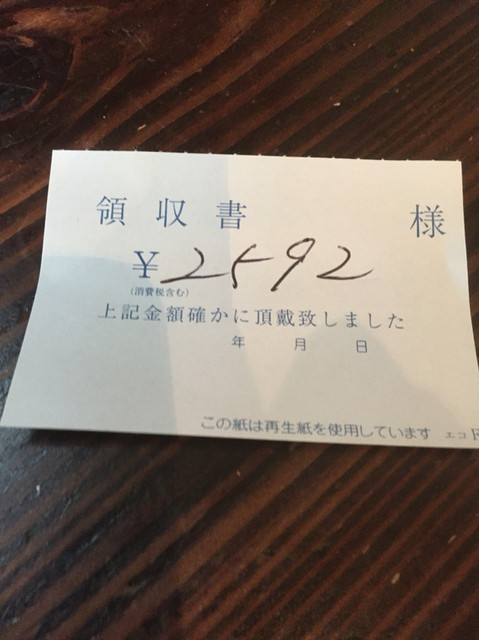 領収書 様
¥2592
(消費税含む)
上記金額確かに頂戴致しました
年 月 日
この紙は再生紙を使用しています エコ